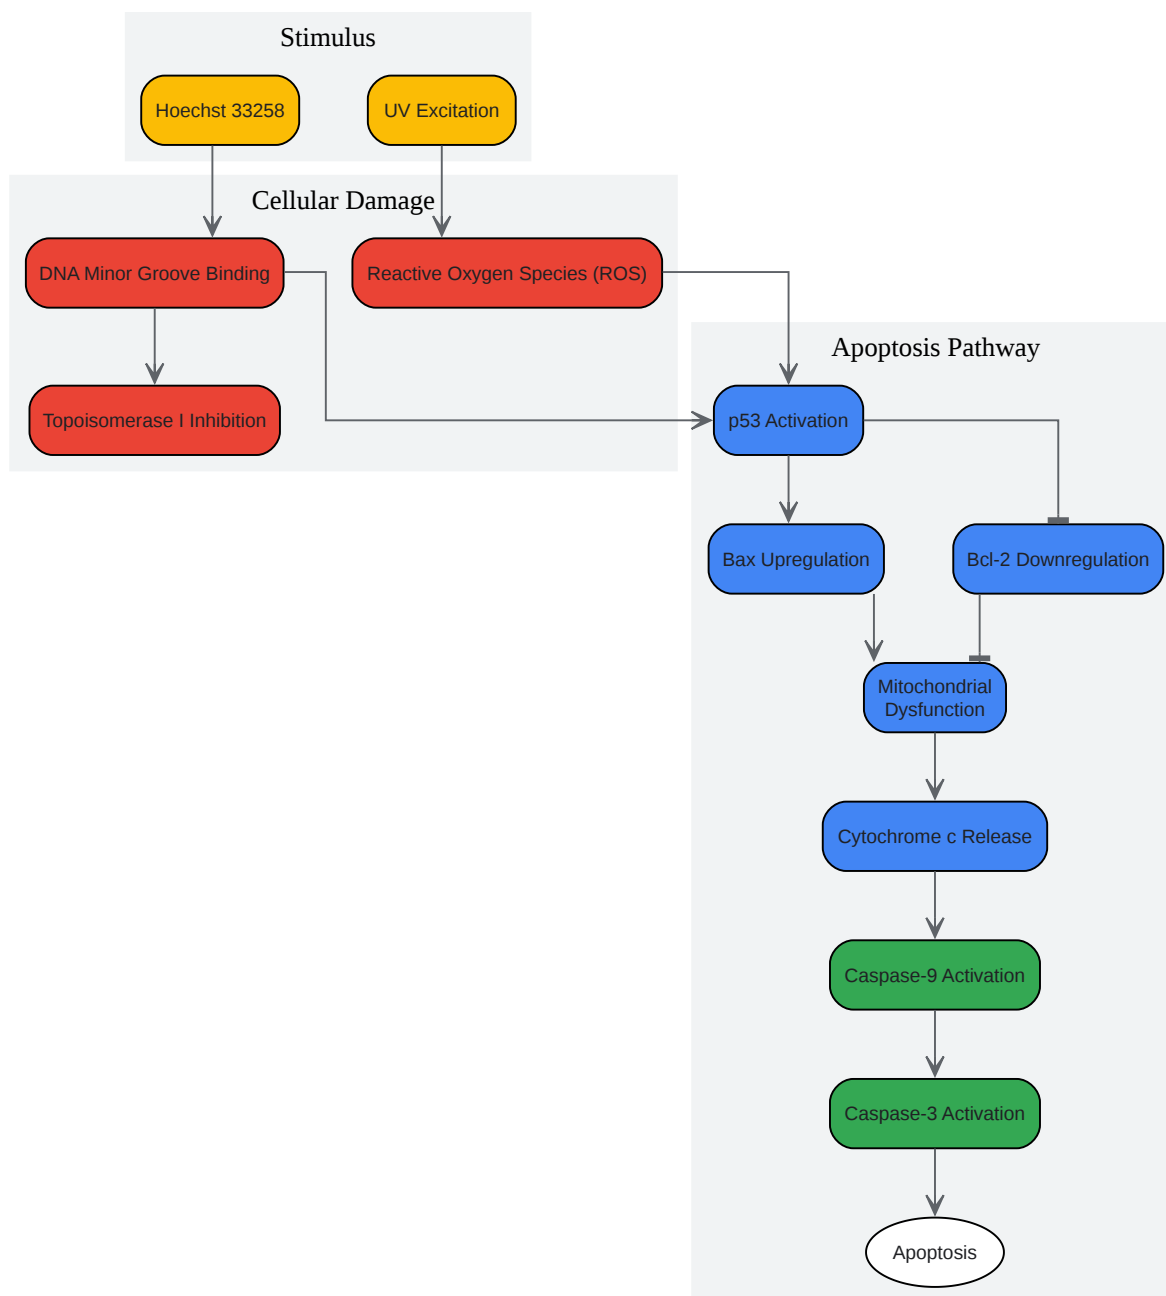 Stimulus
Hoechst 33258
UV Excitation
Cellular Damage
DNA Minor Groove Binding
Reactive Oxygen Species (ROS)
Topoisomerase I Inhibition
Apoptosis Pathway
p53 Activation
Bax Upregulation
Bcl-2 Downregulation
Mitochondrial
Dysfunction
Cytochrome c Release
Caspase-9 Activation
Caspase-3 Activation
Apoptosis